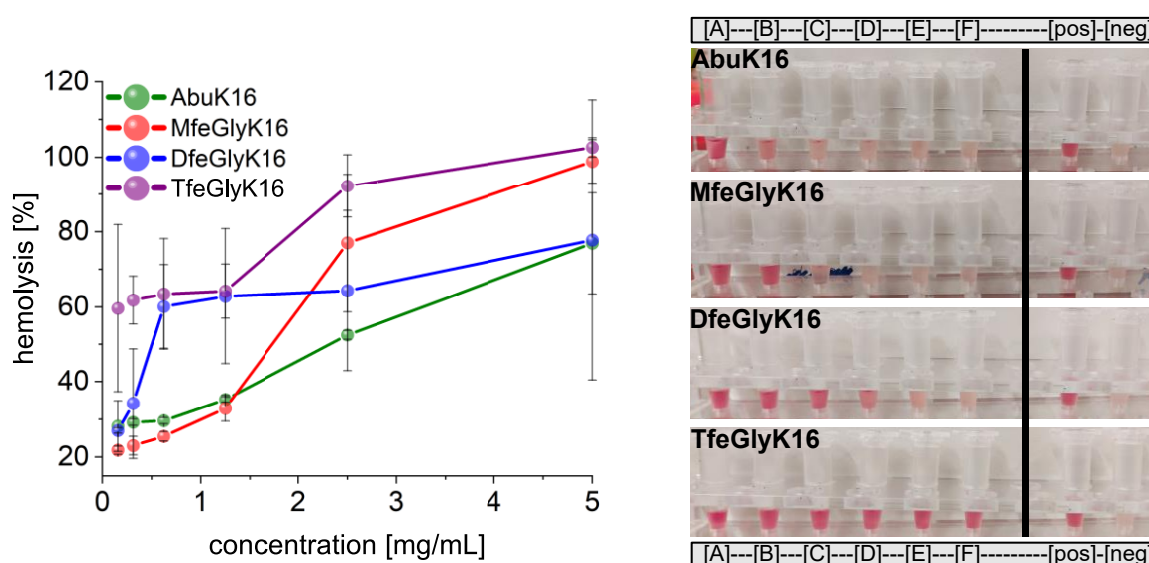 120
100
80
60
40
20
hemolysis [%]
AbuK16
MfeGlyK16
DfeGlyK16
TfeGlyK16
0
1
2
3
4
5
concentration [mg/mL]
[A]---[B]---[C]---[D]---[E]---[F]----------[pos]-[neg]
AbuK16
MfeGlyK16
DfeGlyK16
TfeGlyK16
[A]---[B]---[C]---[D]---[E]---[F]----------[pos]-[neg]